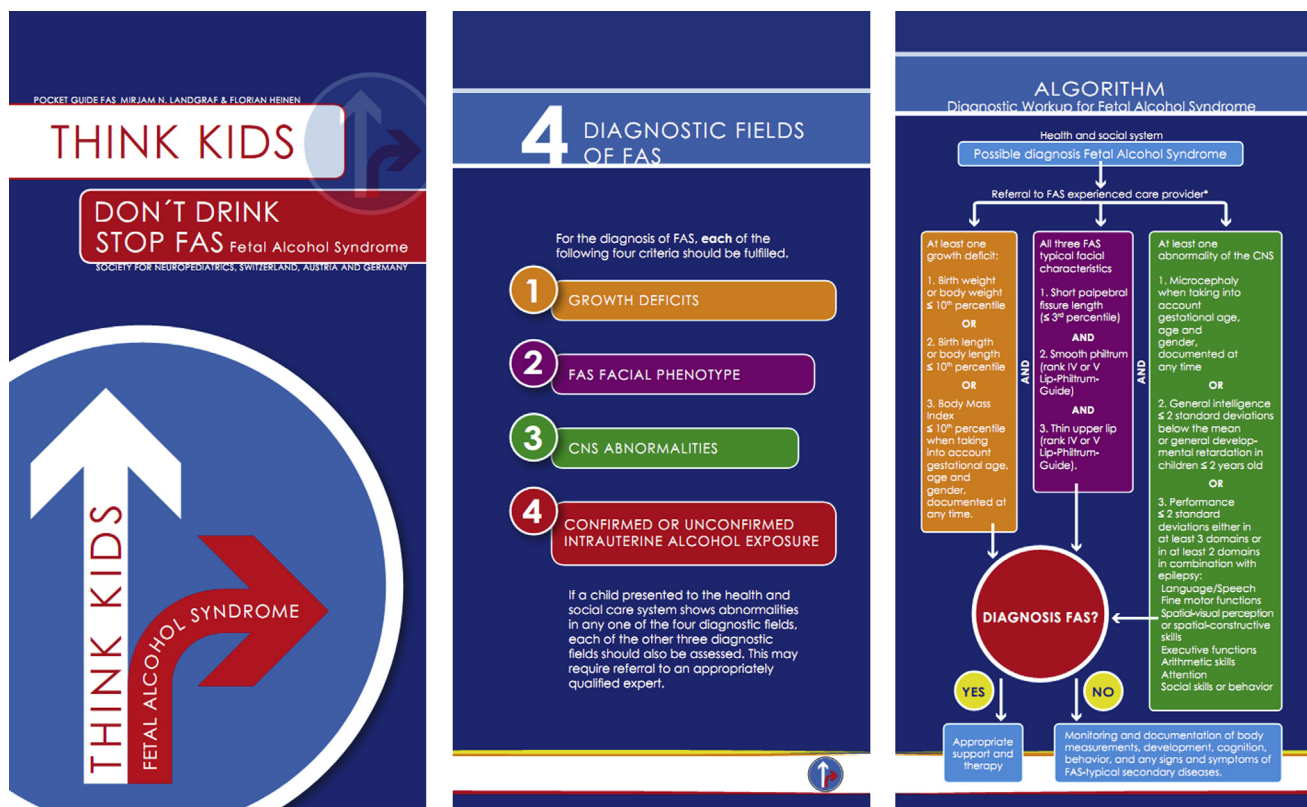 POCKET GUIDE FAS MIRJAM N. LANDGRAF & FLORIAN HEINEN
THINK KIDS
DON´T DRINK
STOP FAS Fetal Alcohol Syndrome
SOCIETY FOR NEUROPEDIATRICS, SWITZERLAND, AUSTRIA AND GERMANY
THINK KIDS
FETAL ALCOHOL SYNDROME
4 DIAGNOSTIC FIELDS
OF FAS
For the diagnosis of FAS, each of the
following four criteria should be fulfilled.
1 GROWTH DEFICITS
2 FAS FACIAL PHENOTYPE
3 CNS ABNORMALITIES
4 CONFIRMED OR UNCONFIRMED
INTRAUTERINE ALCOHOL EXPOSURE
If a child presented to the health and
social care system shows abnormalities
in any one of the four diagnostic fields,
each of the other three diagnostic
fields should also be assessed. This may
require referral to an appropriately
qualified expert.
ALGORITHM
Diagnostic Workup for Fetal Alcohol Syndrome
Health and social system
Possible diagnosis Fetal Alcohol Syndrome
Referral to FAS experienced care provider*
At least one
growth deficit:
1. Birth weight
or body weight
≤ 10th percentile
OR
2. Birth length
or body length
≤ 10th percentile
OR
3. Body Mass
Index
≤ 10th percentile
when taking
into account
gestational age,
age and
gender,
documented at
any time.
AND
All three FAS
typical facial
characteristics
1. Short palpebral
fissure length
(≤ 3rd percentile)
AND
2. Smooth philtrum
(rank IV or V
Lip-Philtrum-
Guide)
AND
3. Thin upper lip
(rank IV or V
Lip-Philtrum-
Guide).
AND
At least one
abnormality of the CNS
1. Microcephaly
when taking into
account
gestational age,
age and
gender,
documented at
any time
OR
2. General intelligence
≤ 2 standard deviations
below the mean
or general develop-
mental retardation in
children ≤ 2 years old
OR
3. Performance
≤ 2 standard
deviations either in
at least 3 domains or
in at least 2 domains
in combination with
epilepsy:
Language/Speech
Fine motor functions
Spatial-visual perception
or spatial-constructive
skills
Executive functions
Arithmetic skills
Attention
Social skills or behavior
DIAGNOSIS FAS?
YES
NO
Appropriate
support and
therapy
Monitoring and documentation of body
measurements, development, cognition,
behavior, and any signs and symptoms of
FAS-typical secondary diseases.